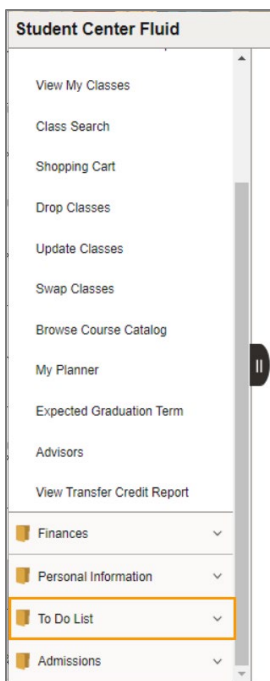 Student Center Fluid
View My Classes
Class Search
Shopping Cart
Drop Classes
Update Classes
Swap Classes
Browse Course Catalog
My Planner
Expected Graduation Term
Advisors
View Transfer Credit Report
Finances
Personal Information
To Do List
Admissions